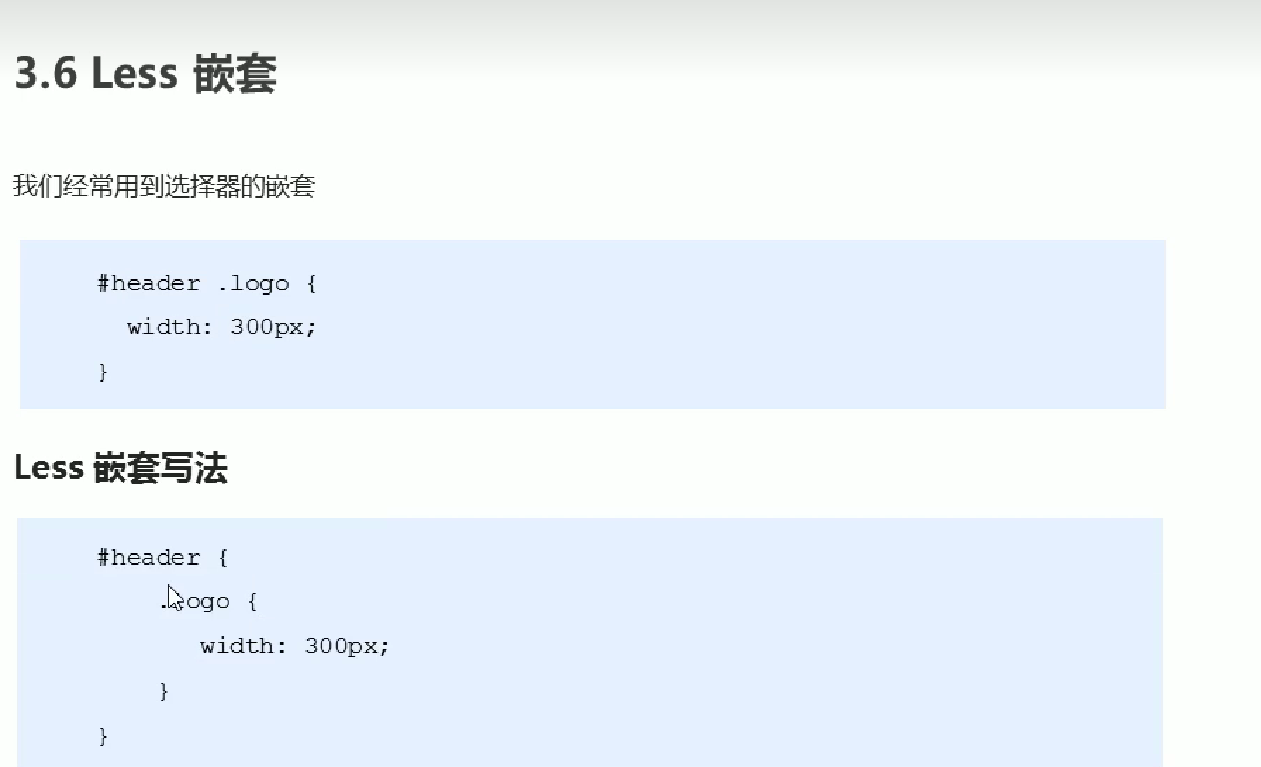 3.6 Less 嵌套
我们经常用到选择器的嵌套
#header .logo {
width: 300px;
}
Less 嵌套写法
#header {
.logo {
width: 300px;
}
}